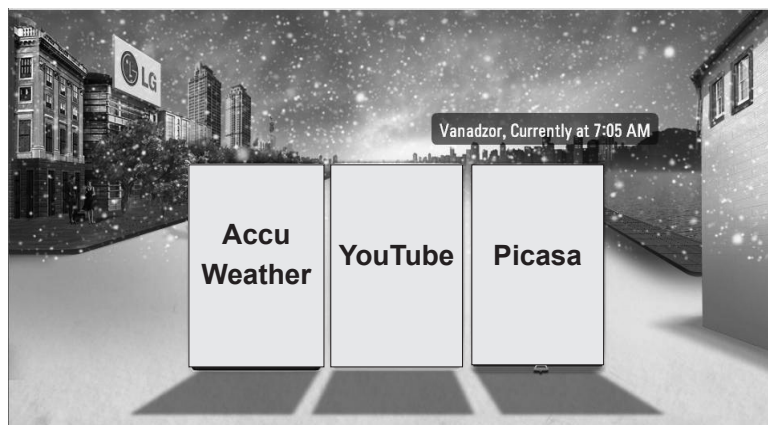 LG
Vanadzor, Currently at 7:05 AM
Accu
Weather
YouTube
Picasa